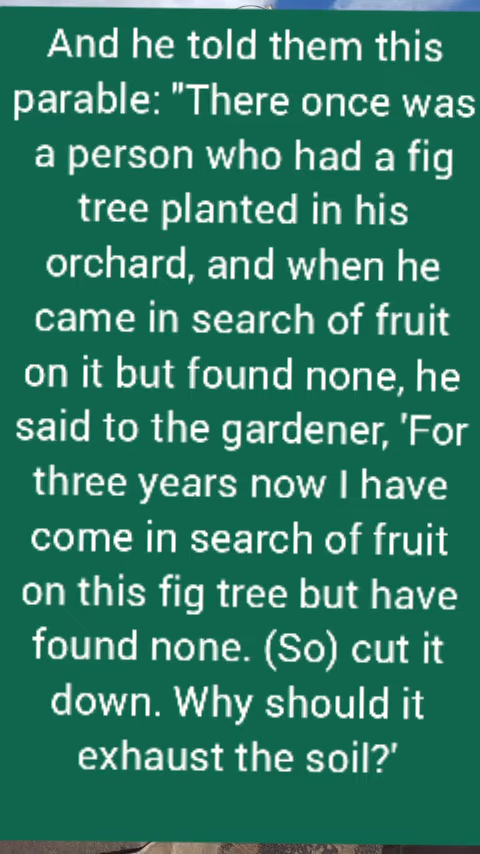 And he told them this
parable: "There once was
a person who had a fig
tree planted in his
orchard, and when he
came in search of fruit
on it but found none, he
said to the gardener, 'For
three years now I have
come in search of fruit
on this fig tree but have
found none. (So) cut it
down. Why should it
exhaust the soil?'